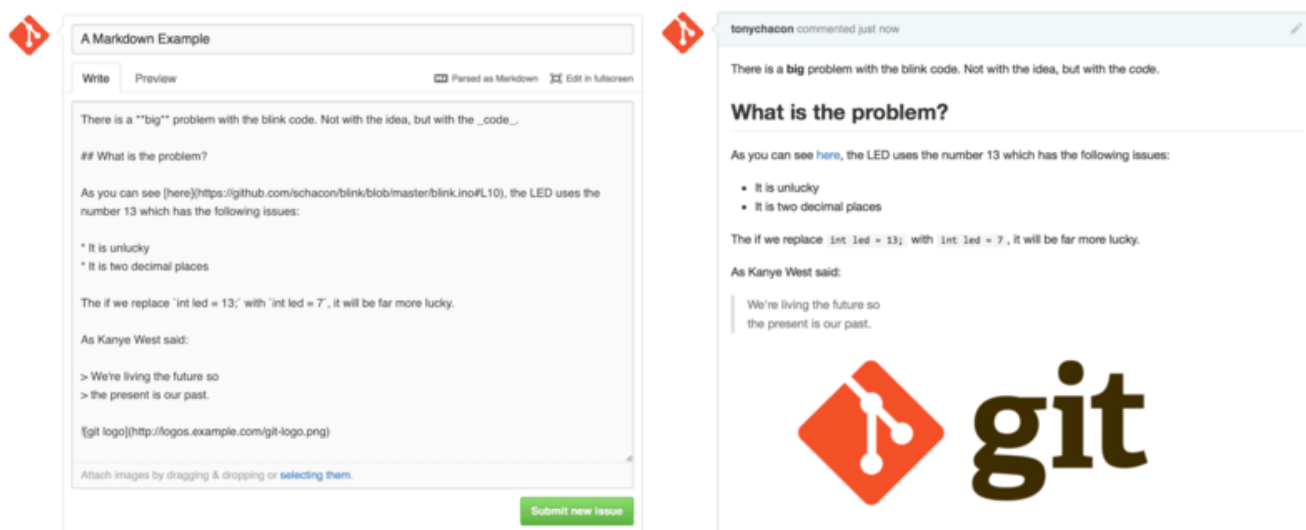 A Markdown Example
Write Preview Parsed as Markdown Edit in fullscreen
There is a **big** problem with the blink code. Not with the idea, but with the _code_.
## What is the problem?
As you can see [here](https://github.com/schacon/blink/blob/master/blink.ino#L10), the LED uses the
number 13 which has the following issues:
* It is unlucky
* It is two decimal places
The if we replace `int led = 13;` with `int led = 7`, it will be far more lucky.
As Kanye West said:
> We're living the future so
> the present is our past.
![git logo](http://logos.example.com/git-logo.png)
Attach images by dragging & dropping or selecting them.
Submit new issue
tonychacon commented just now
There is a big problem with the blink code. Not with the idea, but with the code.
What is the problem?
As you can see here, the LED uses the number 13 which has the following issues:
• It is unlucky
• It is two decimal places
The if we replace int led = 13; with int led = 7 , it will be far more lucky.
As Kanye West said:
We're living the future so
the present is our past.
git